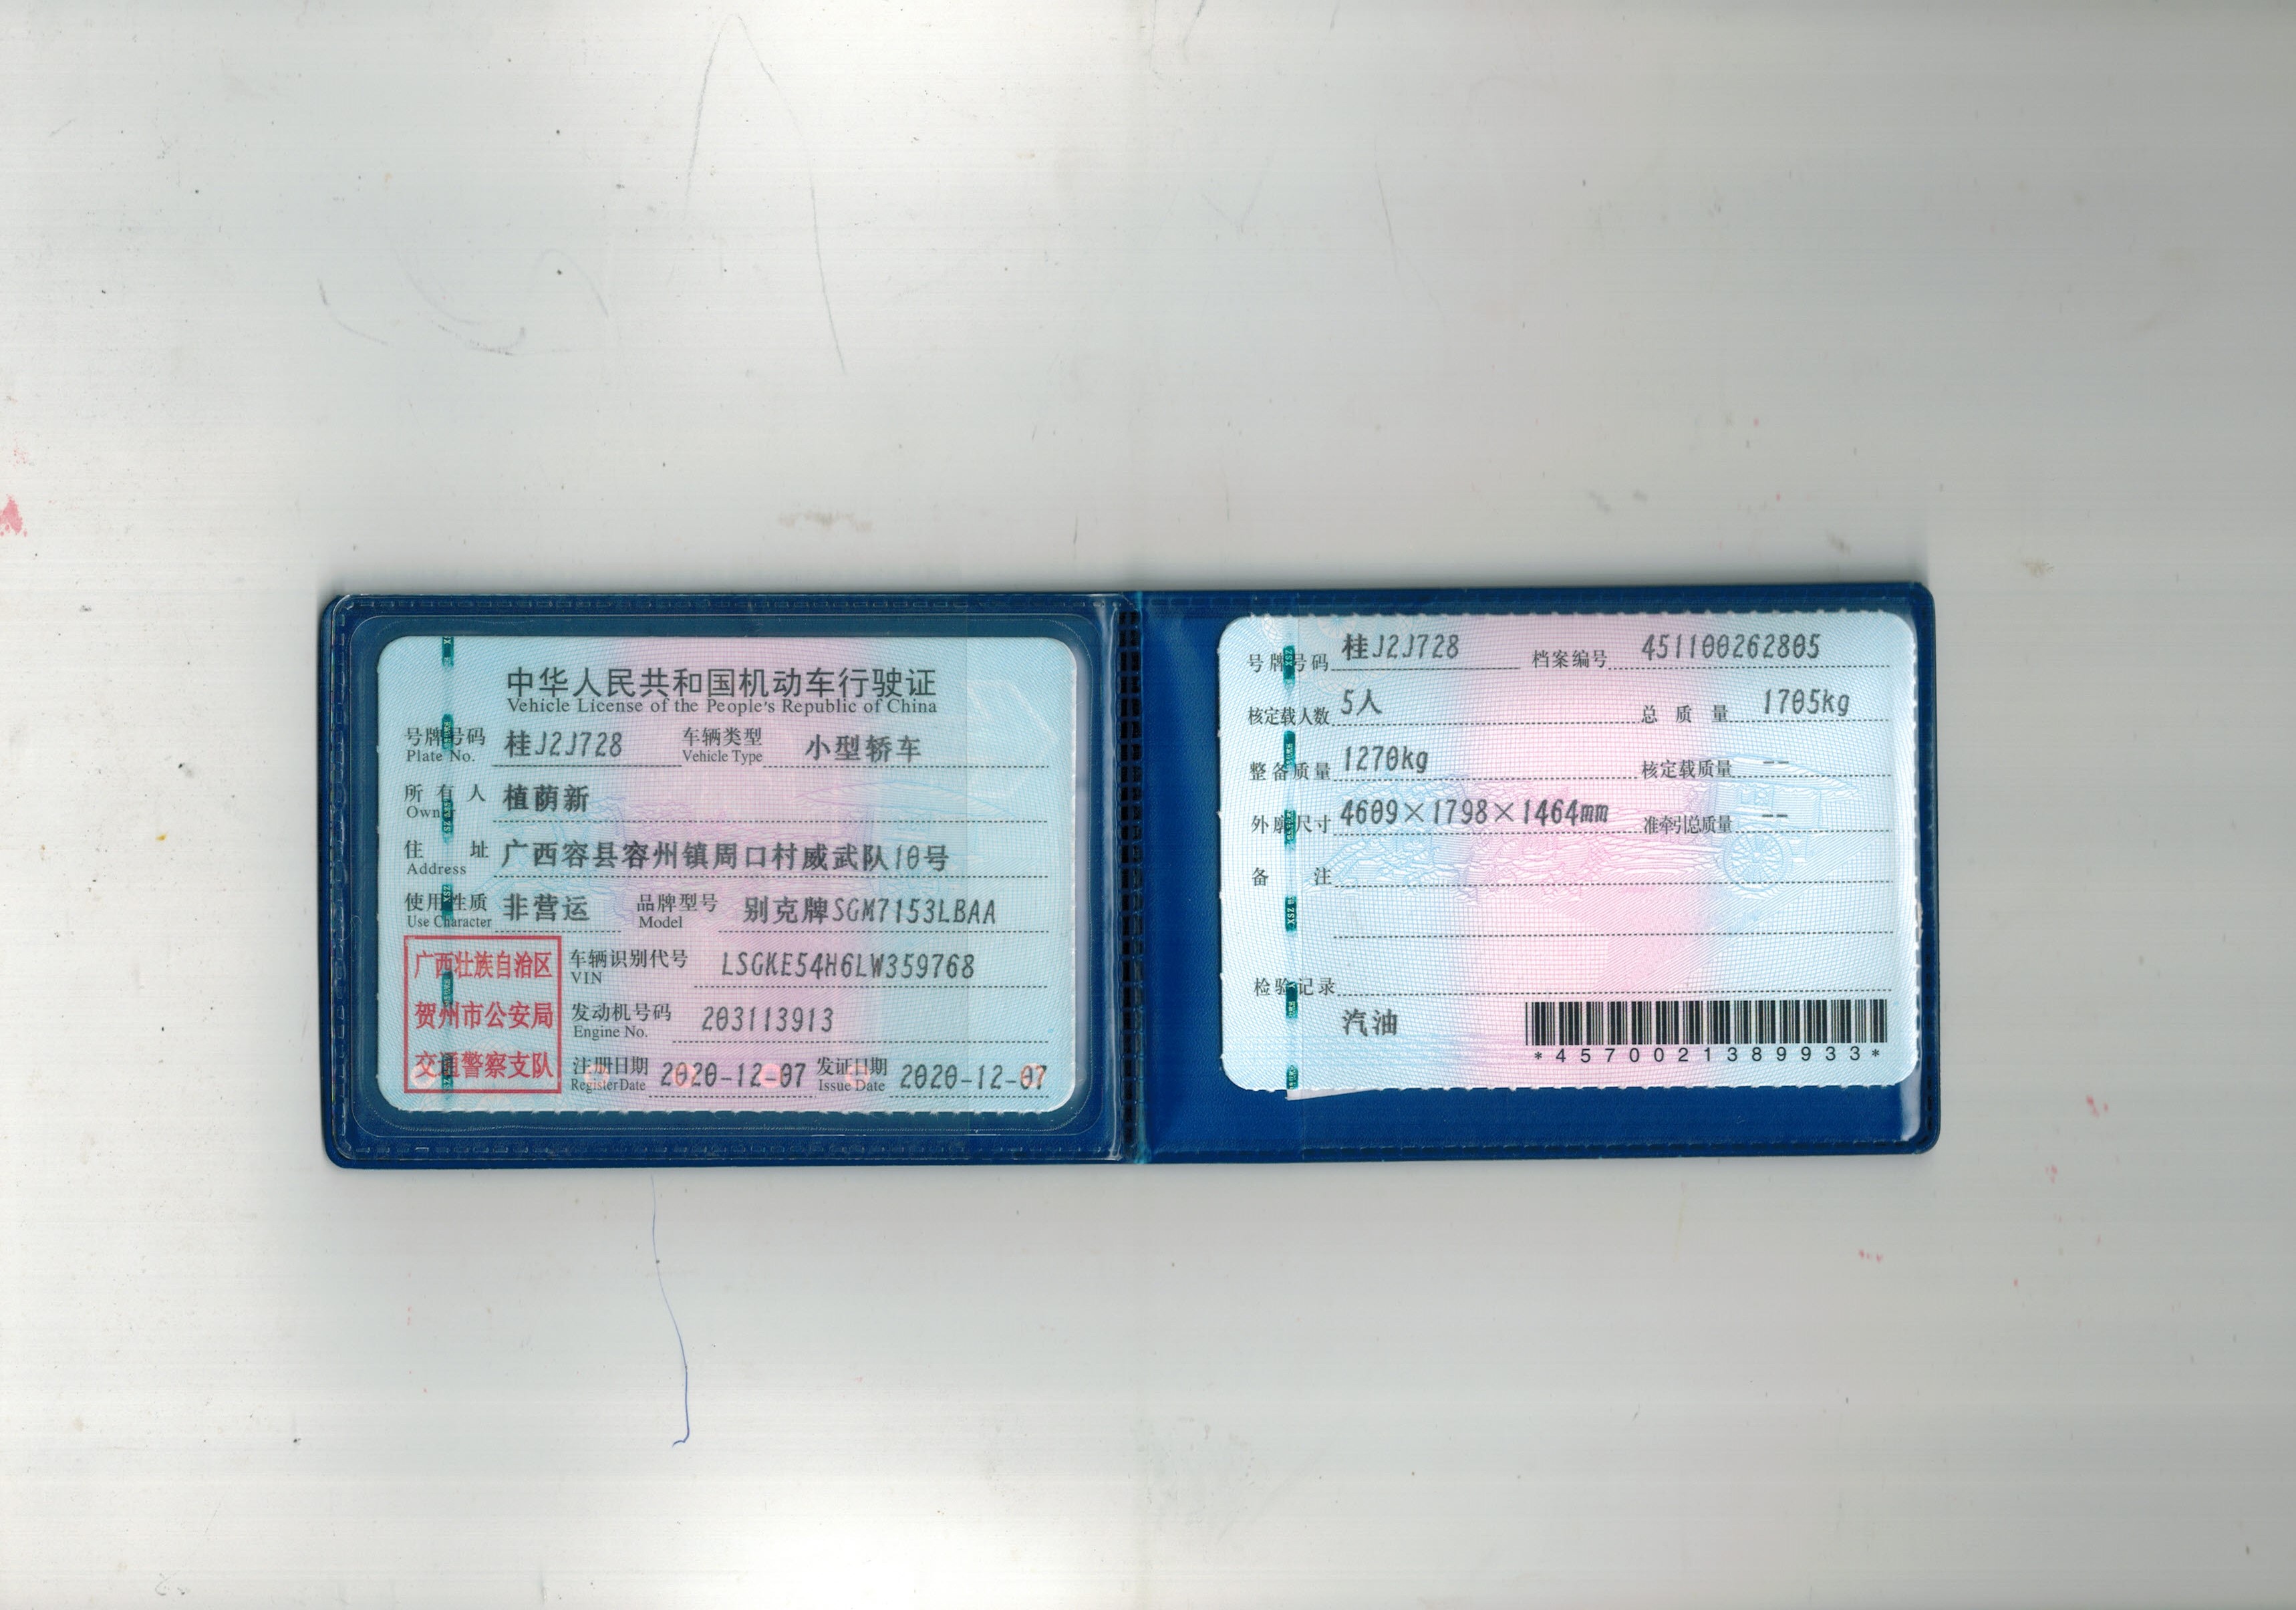 中华人民共和国机动车行驶证
Vehicle License of the People's Republic of China
号牌号码 桂J2J728 车辆类型 小型轿车
Plate No. Vehicle Type
所有人 植荫新
Own
住址 广西容县容州镇周口村威武队10号
Address
使用性质 非营运 品牌型号 别克牌SGM7153LBAA
Use Character Model
广西壮族自治区
贺州市公安局
交通警察支队
车辆识别代号 LSGKE54H6LW359768
VIN
发动机号码 203113913
Engine No.
注册日期 2020-12-07 发证日期 2020-12-07
Register Date Issue Date
号牌号码 桂J2J728 档案编号 451100262805
核定载人数 5人 总质量 1705kg
整备质量 1270kg 核定载质量 --
外廓尺寸 4609×1798×1464mm 准牵引总质量 --
备注
检验记录
汽油
*4570021389933*